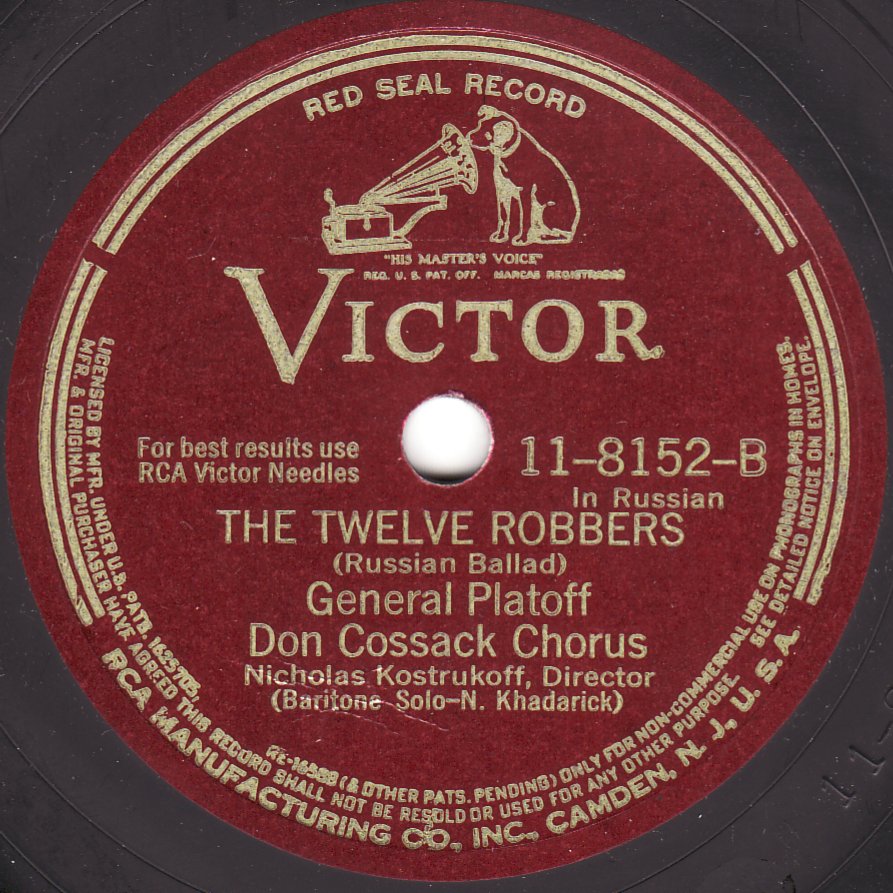 RED SEAL RECORD
"HIS MASTER'S VOICE"
REG. U. S. PAT. OFF. MARCAS REGISTRADAS
VICTOR
For best results use
RCA Victor Needles
11-8152-B
In Russian
THE TWELVE ROBBERS
(Russian Ballad)
General Platoff
Don Cossack Chorus
Nicholas Kostrukoff, Director
(Baritone Solo-N. Khadarick)
LICENSED BY MFR. UNDER U.S. PATS. 1625705, RE-16588 (& OTHER PATS. PENDING) ONLY FOR NON-COMMERCIAL USE ON PHONOGRAPHS IN HOMES.
MFR. & ORIGINAL PURCHASER HAVE AGREED THIS RECORD SHALL NOT BE RESOLD OR USED FOR ANY OTHER PURPOSE. SEE DETAILED NOTICE ON ENVELOPE.
RCA MANUFACTURING CO., INC., CAMDEN, N. J., U. S. A.
11-